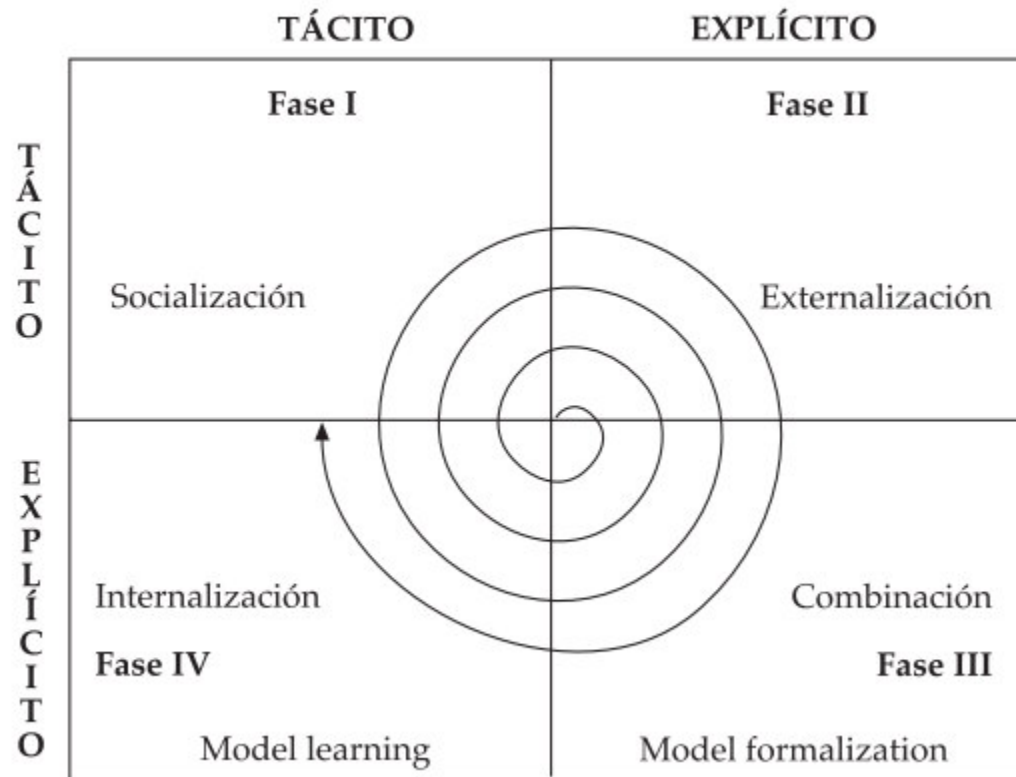 TÁCITO EXPLÍCITO
Fase I Fase II
TÁCITO
Socialización Externalización
EXPLÍCITO
Internalización Combinación
Fase IV Fase III
Model learning Model formalization